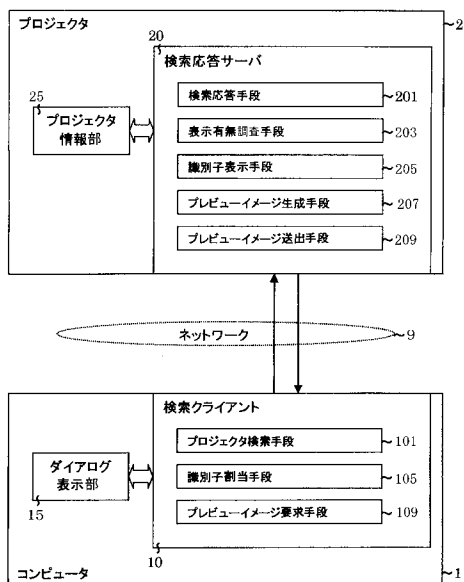 プロジェクタ
2
20
検索応答サーバ
25
プロジェクタ
情報部
検索応答手段
201
表示有無調査手段
203
識別子表示手段
205
プレビューイメージ生成手段
207
プレビューイメージ送出手段
209
ネットワーク
9
検索クライアント
プロジェクタ検索手段
101
ダイアログ
表示部
15
識別子割当手段
105
プレビューイメージ要求手段
109
10
コンピュータ
1